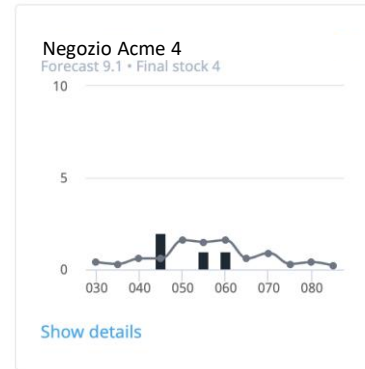 Negozio Acme 4
Forecast 9.1 • Final stock 4
10
5
0
030 040 050 060 070 080
Show details